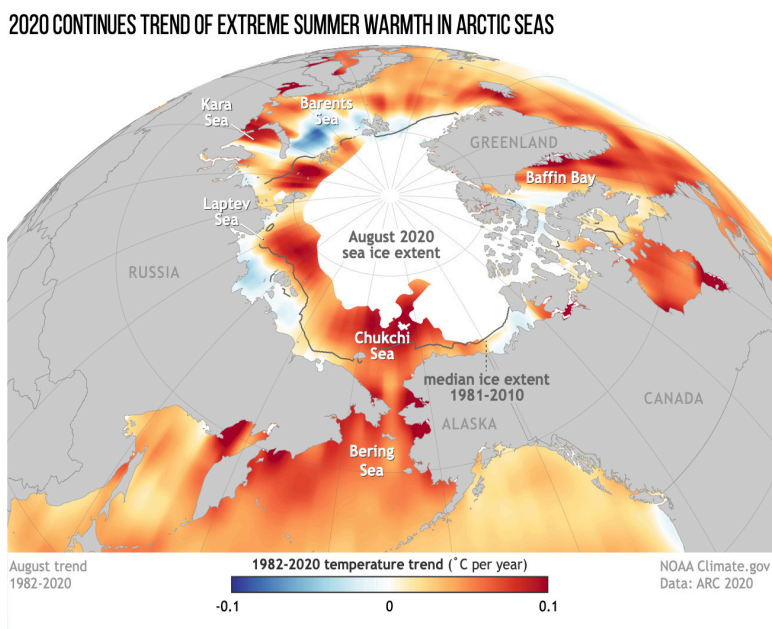 2020 CONTINUES TREND OF EXTREME SUMMER WARMTH IN ARCTIC SEAS
Kara
Sea
Barents
Sea
GREENLAND
Baffin Bay
Laptev
Sea
August 2020
sea ice extent
RUSSIA
Chukchi
Sea
median ice extent
1981-2010
CANADA
ALASKA
Bering
Sea
August trend
1982-2020
1982-2020 temperature trend (˚C per year)
-0.1
0
0.1
NOAA Climate.gov
Data: ARC 2020